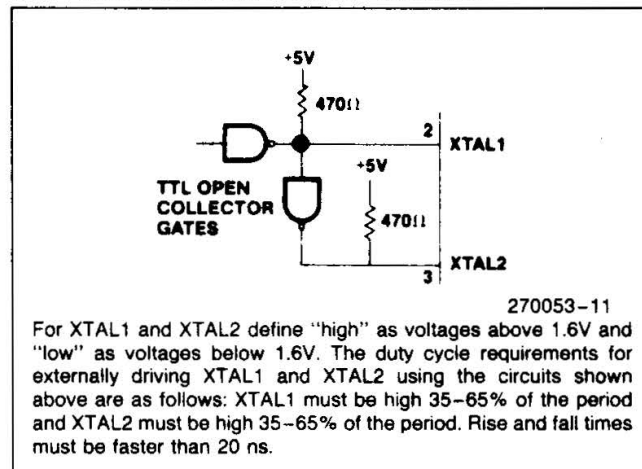 +5V
470Ω
2
XTAL1
+5V
TTL OPEN
COLLECTOR
GATES
470Ω
XTAL2
3
270053-11
For XTAL1 and XTAL2 define "high" as voltages above 1.6V and
"low" as voltages below 1.6V. The duty cycle requirements for
externally driving XTAL1 and XTAL2 using the circuits shown
above are as follows: XTAL1 must be high 35-65% of the period
and XTAL2 must be high 35-65% of the period. Rise and fall times
must be faster than 20 ns.